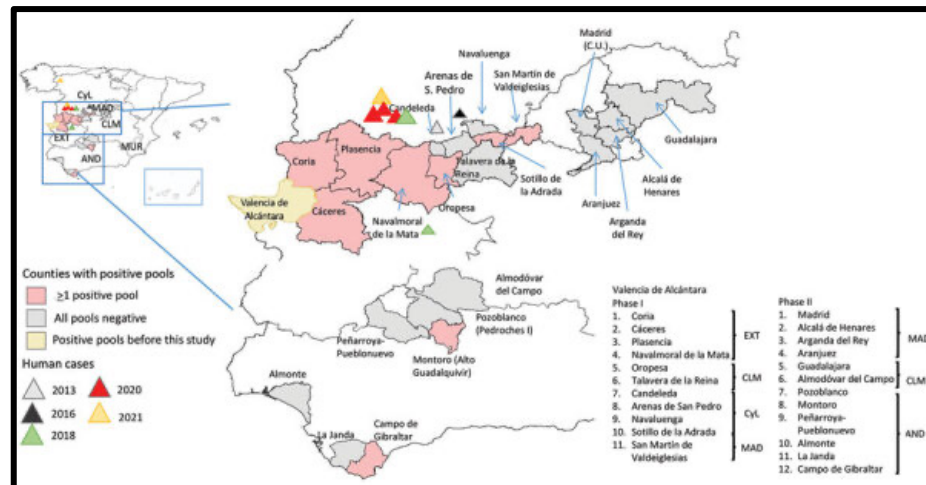 CyL
MAD
CLM
EXT
MUR
AND
Navaluenga
Madrid
(C.U.)
Arenas de
S. Pedro
San Martín de
Valdeiglesias
Candeleda
Guadalajara
Plasencia
Coria
Talavera de la
Reina
Sotillo de
la Adrada
Alcalá de
Henares
Aranjuez
Arganda
del Rey
Valencia de
Alcántara
Cáceres
Navalmoral
de la Mata
Oropesa
Counties with positive pools
≥1 positive pool
All pools negative
Positive pools before this study
Human cases
2013
2020
2016
2021
2018
Almodóvar
del Campo
Pozoblanco
(Pedroches I)
Peñarroya-
Pueblonuevo
Montoro (Alto
Guadalquivir)
Almonte
La Janda
Campo de
Gibraltar
Valencia de Alcántara
Phase I
1. Coria
2. Cáceres
3. Plasencia
4. Navalmoral de la Mata
EXT
5. Oropesa
6. Talavera de la Reina
CLM
7. Candeleda
8. Arenas de San Pedro
9. Navaluenga
10. Sotillo de la Adrada
CyL
11. San Martín de
Valdeiglesias
MAD
Phase II
1. Madrid
2. Alcalá de Henares
3. Arganda del Rey
4. Aranjuez
MAD
5. Guadalajara
6. Almodóvar del Campo
CLM
7. Pozoblanco
8. Montoro
9. Peñarroya-
Pueblonuevo
10. Almonte
11. La Janda
12. Campo de Gibraltar
AND